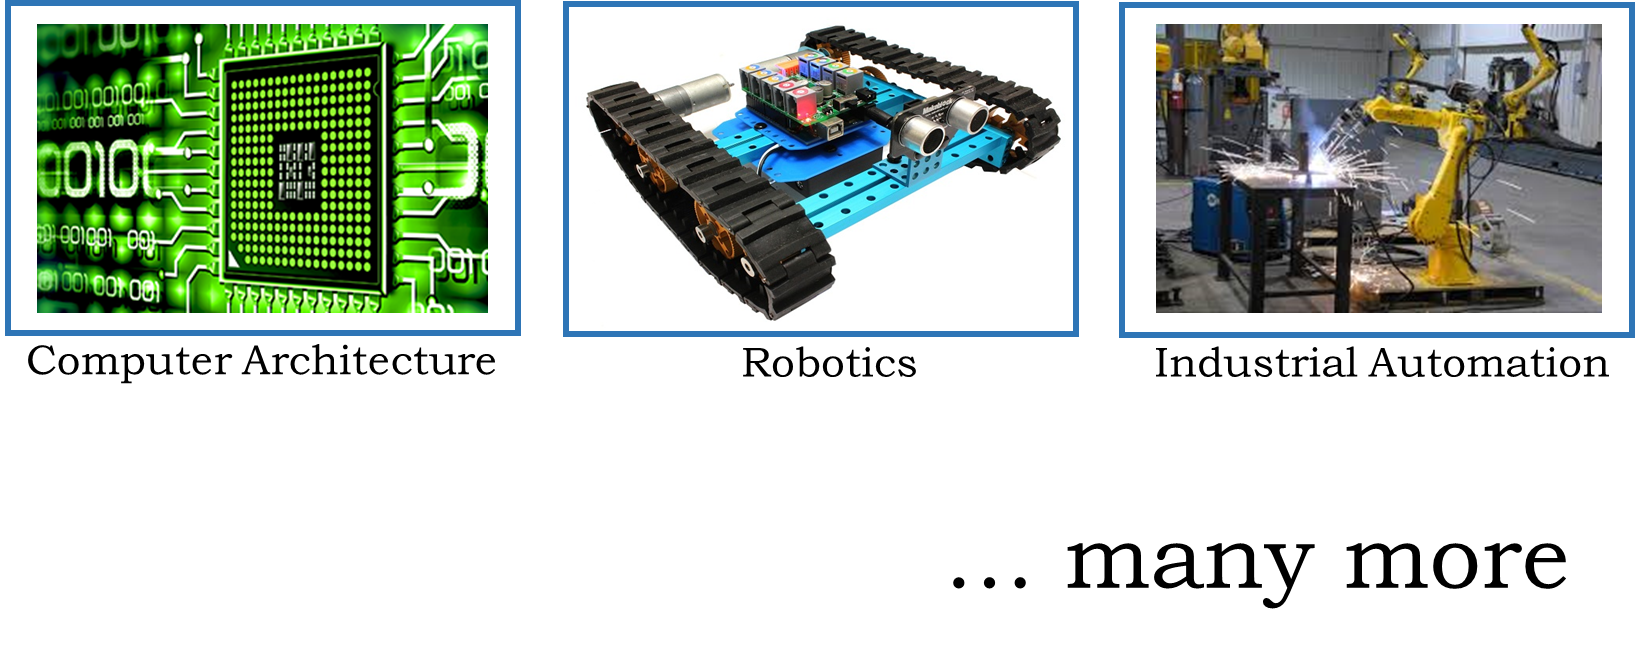 Computer Architecture
Robotics
Industrial Automation
... many more